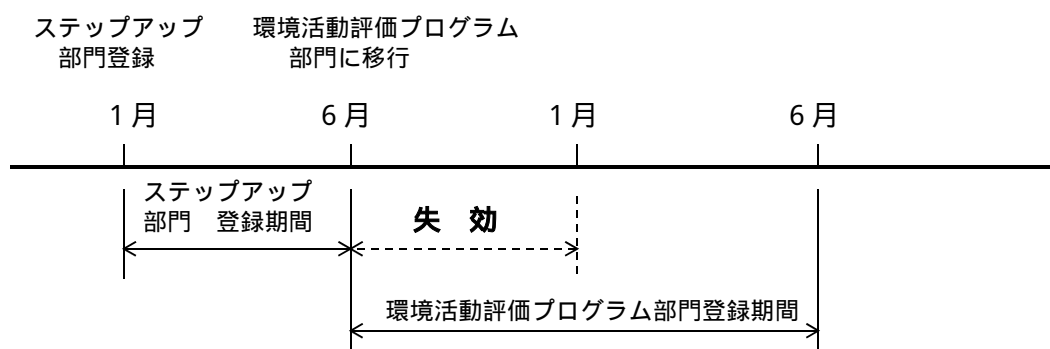 ステップアップ
部門登録
環境活動評価プログラム
部門に移行
1月
6月
1月
6月
ステップアップ
部門　登録期間
失　効
環境活動評価プログラム部門登録期間